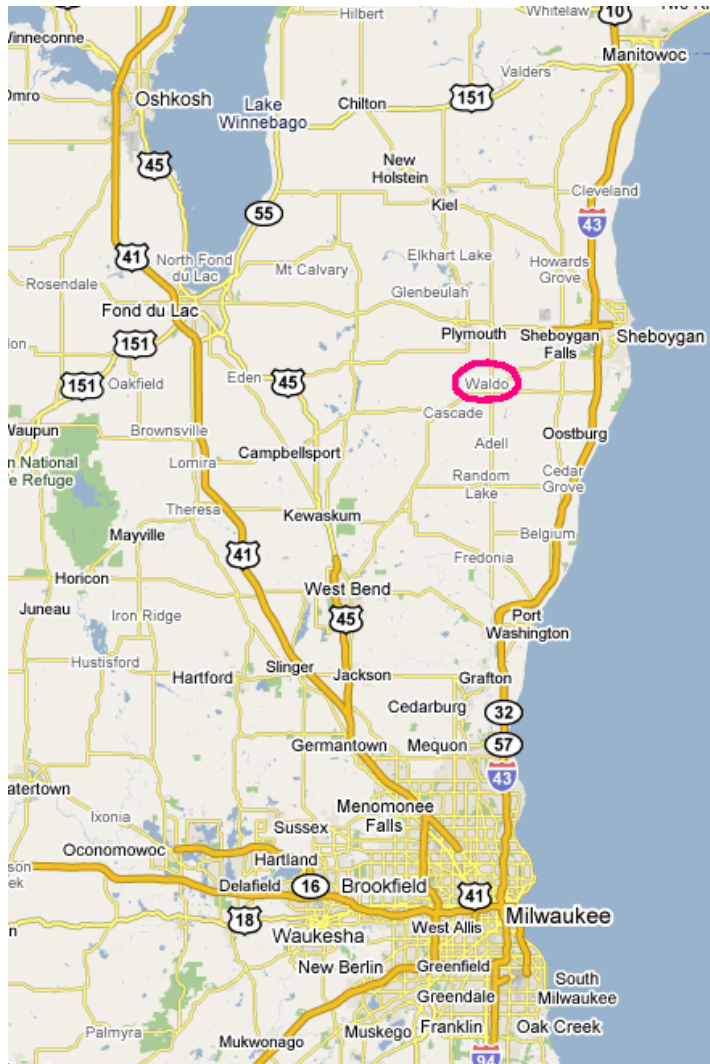 10
Hilbert
Whitelaw
Winneconne
Manitowoc
Valders
Omro
Oshkosh
Lake
Winnebago
Chilton
151
45
New
Holstein
Cleveland
55
Kiel
43
41
North Fond
du Lac
Mt Calvary
Elkhart Lake
Howards
Grove
Rosendale
Glenbeulah
Fond du Lac
Plymouth
Sheboygan
Falls
Sheboygan
151
151
Oakfield
Eden
45
Waldo
Cascade
Waupun
Brownsville
Adell
Oostburg
Campbellsport
n National
e Refuge
Lomira
Random
Lake
Cedar
Grove
Theresa
Kewaskum
Mayville
Belgium
41
Fredonia
Horicon
West Bend
Juneau
Iron Ridge
45
Port
Washington
Hustisford
Hartford
Slinger
Jackson
Grafton
Cedarburg
32
Germantown
Mequon
57
43
atertown
Menomonee
Falls
Ixonia
Sussex
Oconomowoc
Hartland
son
ek
Delafield
16
Brookfield
41
18
Milwaukee
Waukesha
West Allis
n
New Berlin
Greenfield
South
Milwaukee
Greendale
Palmyra
Mukwonago
Muskego
Franklin
Oak Creek
94